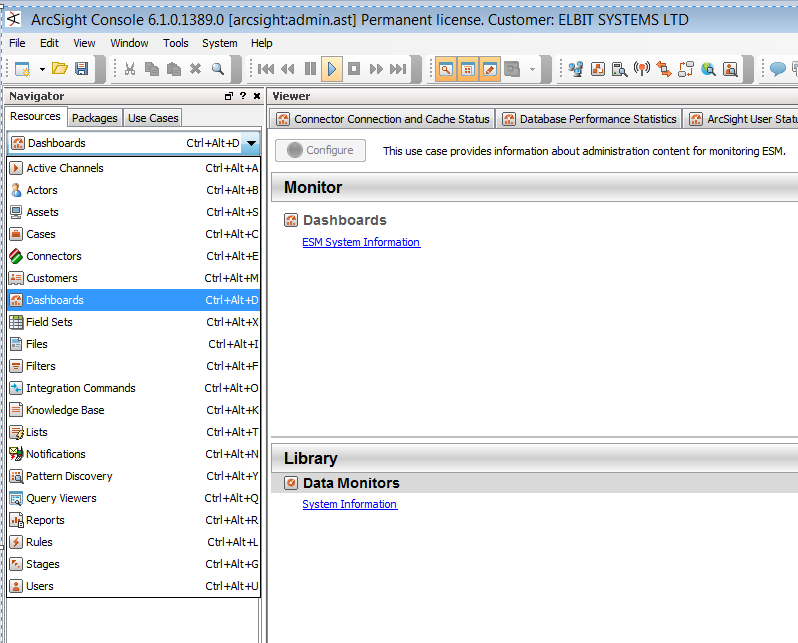 ArcSight Console 6.1.0.1389.0 [arcsight:admin.ast] Permanent license. Customer: ELBIT SYSTEMS LTD
File Edit View Window Tools System Help
Navigator
Resources Packages Use Cases
Dashboards Ctrl+Alt+D
Active Channels Ctrl+Alt+A
Actors Ctrl+Alt+B
Assets Ctrl+Alt+S
Cases Ctrl+Alt+C
Connectors Ctrl+Alt+E
Customers Ctrl+Alt+M
Dashboards Ctrl+Alt+D
Field Sets Ctrl+Alt+X
Files Ctrl+Alt+I
Filters Ctrl+Alt+F
Integration Commands Ctrl+Alt+O
Knowledge Base Ctrl+Alt+K
Lists Ctrl+Alt+T
Notifications Ctrl+Alt+N
Pattern Discovery Ctrl+Alt+Y
Query Viewers Ctrl+Alt+Q
Reports Ctrl+Alt+R
Rules Ctrl+Alt+L
Stages Ctrl+Alt+G
Users Ctrl+Alt+U
Viewer
Connector Connection and Cache Status Database Performance Statistics ArcSight User Statu
Configure This use case provides information about administration content for monitoring ESM.
Monitor
Dashboards
ESM System Information
Library
Data Monitors
System Information